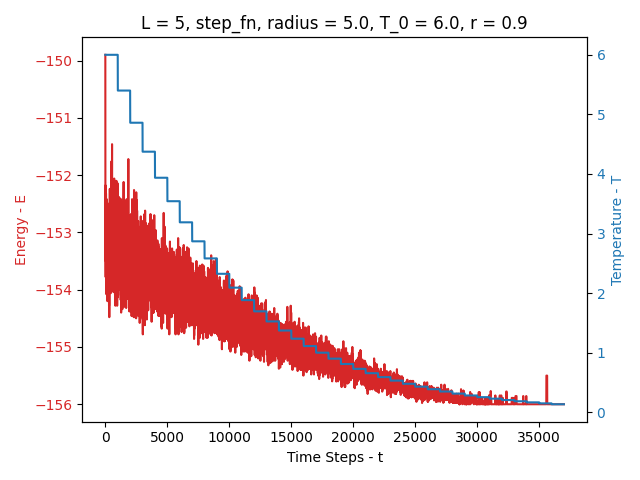 L = 5, step_fn, radius = 5.0, T_0 = 6.0, r = 0.9
Energy - E
−150
−151
−152
−153
−154
−155
−156
6
5
4
3
2
1
0
Temperature - T
0 5000 10000 15000 20000 25000 30000 35000
Time Steps - t